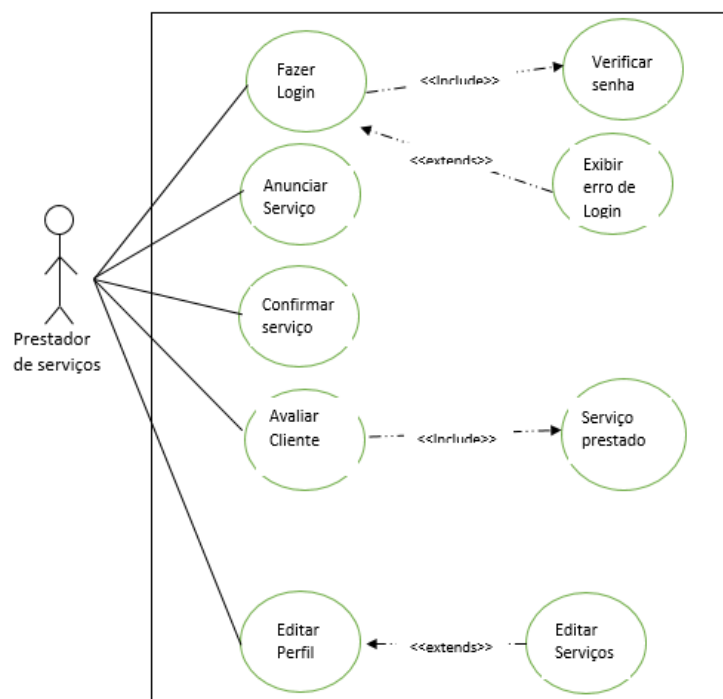 Fazer
Login
<<Include>>
Verificar
senha
<<extends>>
Exibir
erro de
Login
Anunciar
Serviço
Prestador
de serviços
Confirmar
serviço
Avaliar
Cliente
<<Include>>
Serviço
prestado
Editar
Perfil
<<extends>>
Editar
Serviços